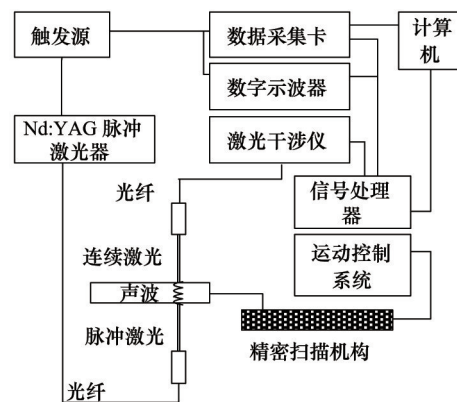 触发源
数据采集卡
计算
机
数字示波器
Nd:YAG 脉冲
激光器
激光干涉仪
光纤
信号处理
器
连续激光
运动控制
系统
声波
脉冲激光
精密扫描机构
光纤